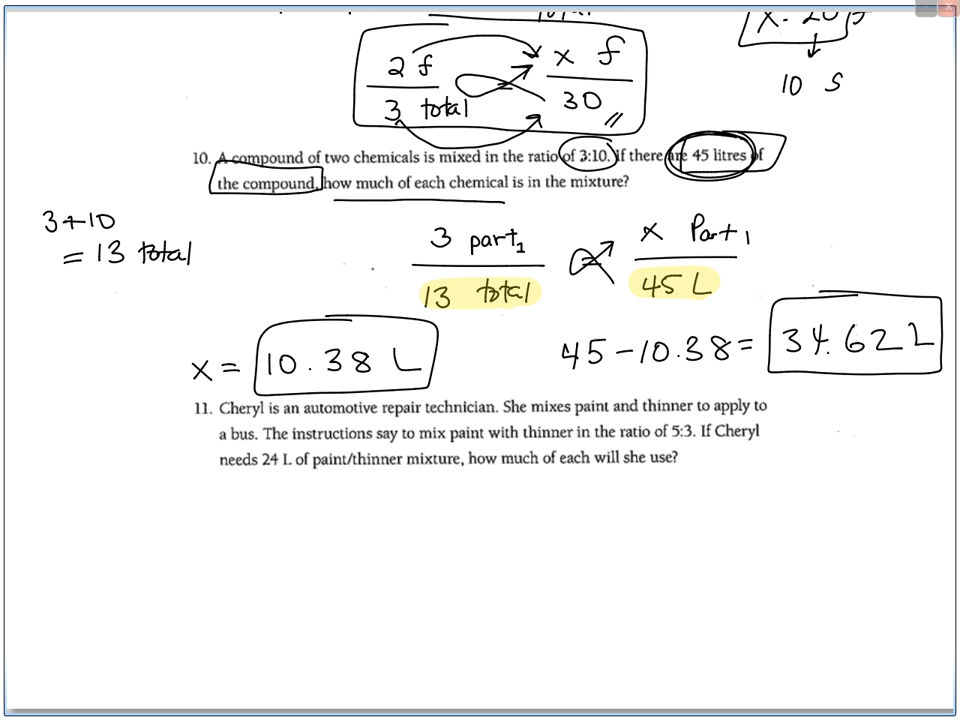 2 f
x f
3 total
30
10 S
10. A compound of two chemicals is mixed in the ratio of 3:10. If there are 45 litres of
the compound, how much of each chemical is in the mixture?
3+10
= 13 total
3 part1
x Part1
13 total
45 L
x = 10.38 L
45 - 10.38 = 34.62 L
11. Cheryl is an automotive repair technician. She mixes paint and thinner to apply to
a bus. The instructions say to mix paint with thinner in the ratio of 5:3. If Cheryl
needs 24 L of paint/thinner mixture, how much of each will she use?